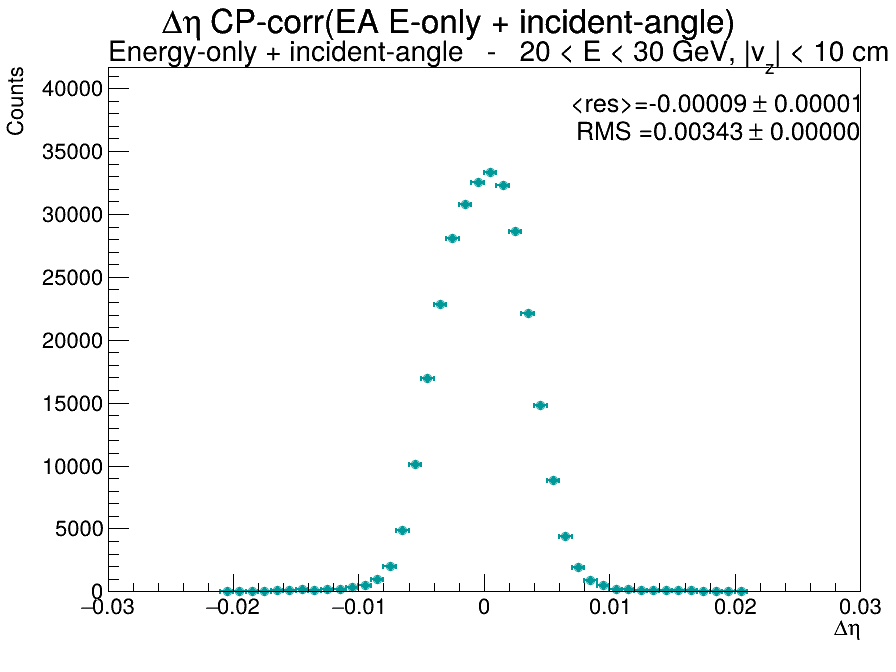 Δη CP-corr(EA E-only + incident-angle)
Energy-only + incident-angle - 20 < E < 30 GeV, |v_z| < 10 cm
<res>=-0.00009 ± 0.00001
RMS =0.00343 ± 0.00000
Counts
40000
35000
30000
25000
20000
15000
10000
5000
0
−0.03 −0.02 −0.01 0 0.01 0.02 0.03
Δη